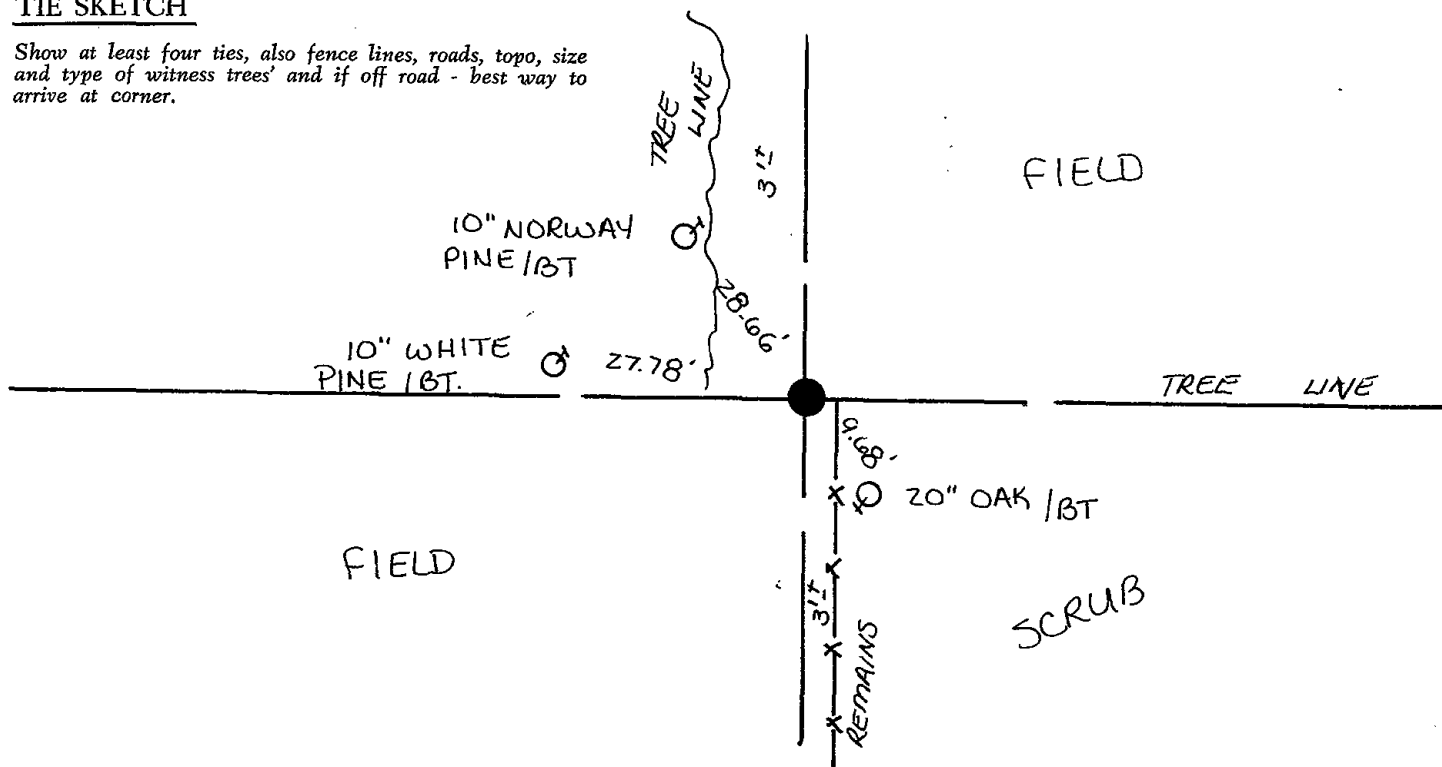 TIE SKETCH
Show at least four ties, also fence lines, roads, topo, size
and type of witness trees' and if off road - best way to
arrive at corner.
TREE
LINE
3'±
FIELD
10" NORWAY
PINE/BT
28.66'
10" WHITE
PINE /BT.
27.78'
TREE LINE
9.68'
20" OAK /BT
FIELD
3'±
REMAINS
SCRUB